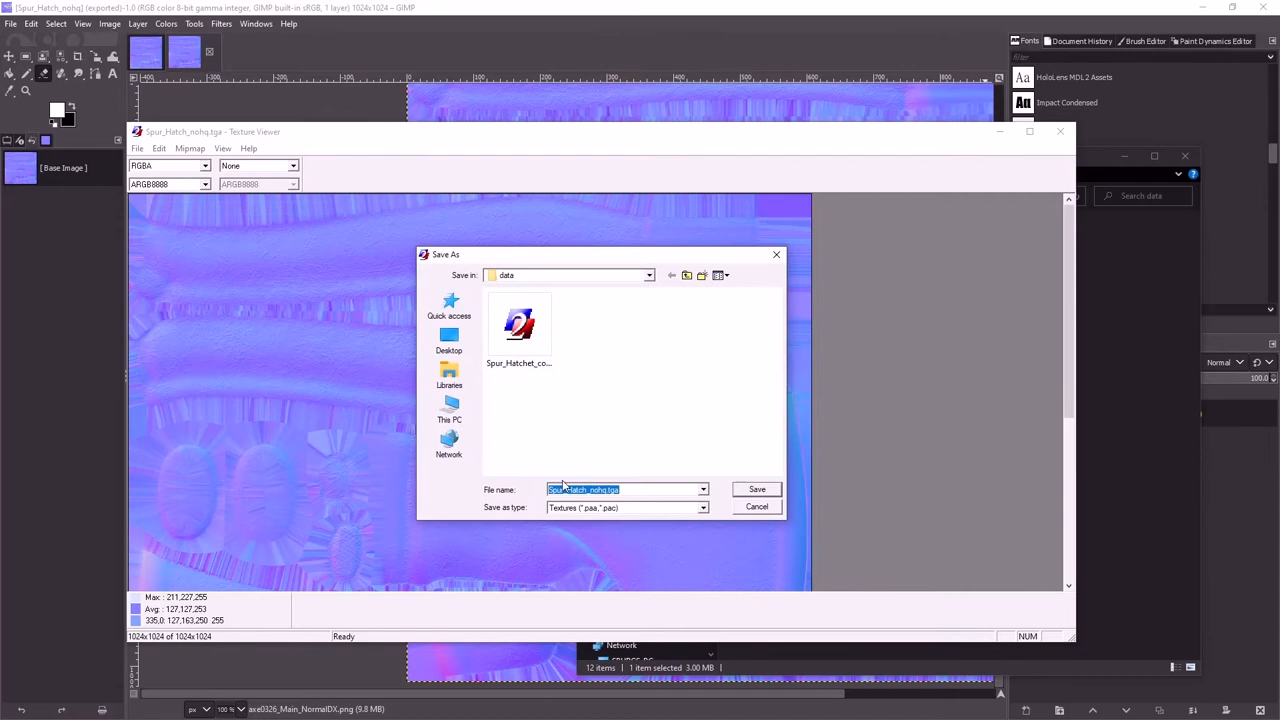 [Spur_Hatch_nohq] (exported)-1.0 (RGB color 8-bit gamma integer, GIMP built-in sRGB, 1 layer) 1024x1024 – GIMP
File Edit Select View Image Layer Colors Tools Filters Windows Help
Fonts Document History Brush Editor Paint Dynamics Editor
filter
Aa HoloLens MDL2 Assets
Aa Impact Condensed
[ Base Image ]
Spur_Hatch_nohq.tga - Texture Viewer
File Edit Mipmap View Help
RGBA None
ARGB8888 ARGB8888
Search data
Save As
Save in: data
Quick access
Desktop
Libraries
This PC
Network
Spur_Hatchet_co...
File name: Spur_Hatch_nohq.tga Save
Save as type: Textures (*.paa,*.pac) Cancel
Normal
100.0
Max : 211,227,255
Avg : 127,127,253
335,0: 127,163,250 255
1024x1024 of 1024x1024 Ready NUM
Network
12 items 1 item selected 3.00 MB
px 100 % axe0326_Main_NormalDX.png (9.8 MB)